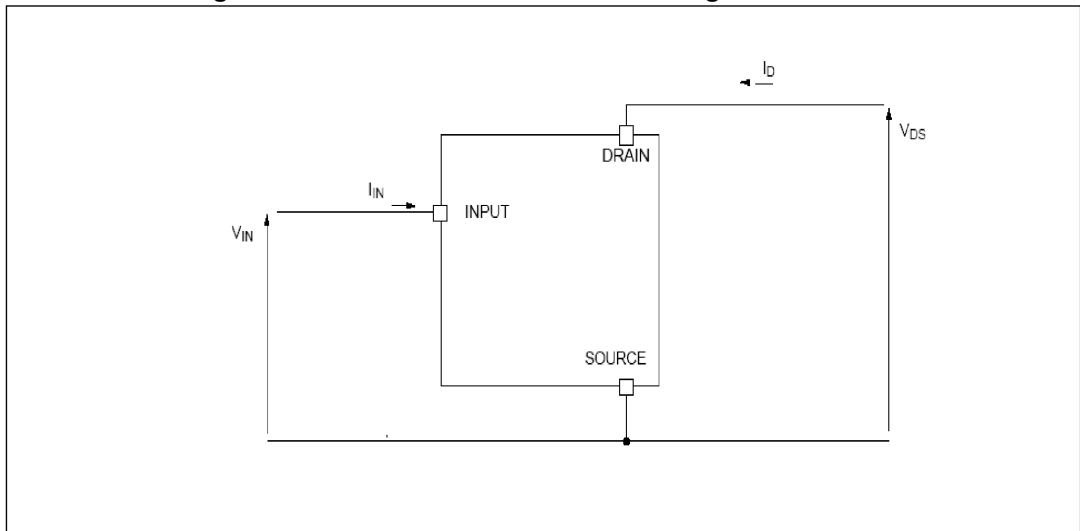 I_D
V_DS
DRAIN
I_IN
INPUT
V_IN
SOURCE